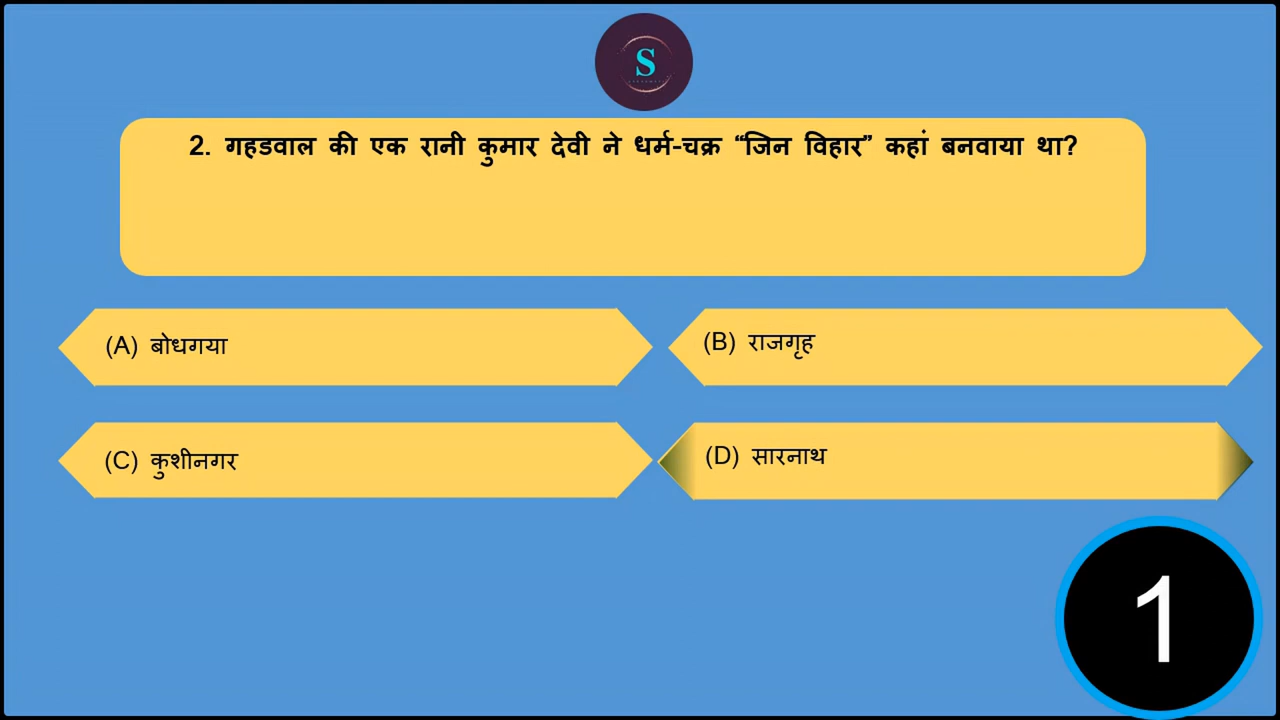 S
2. गहडवाल की एक रानी कुमार देवी ने धर्म-चक्र “जिन विहार” कहां बनवाया था?
(A) बोधगया
(B) राजगृह
(C) कुशीनगर
(D) सारनाथ
1